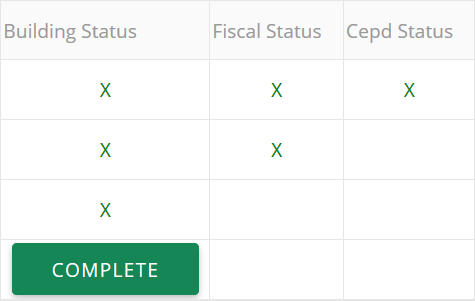 Building Status Fiscal Status Cepd Status
X X X
X X
X
COMPLETE